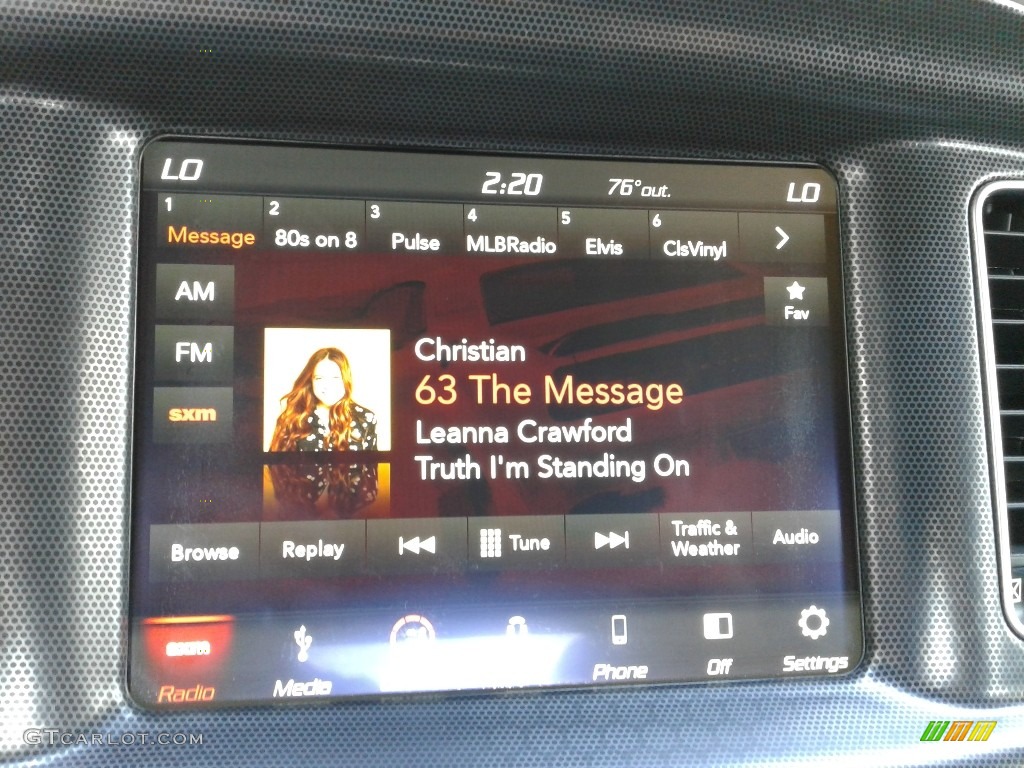 LO 2:20 76° out. LO
1 2 3 4 5 6
Message 80s on 8 Pulse MLBRadio Elvis ClsVinyl
AM
Fav
FM
Christian
63 The Message
sxm
Leanna Crawford
Truth I'm Standing On
Browse Replay Tune Traffic & Weather Audio
sxm
Radio Media Phone Off Settings
GTCARLOT.COM